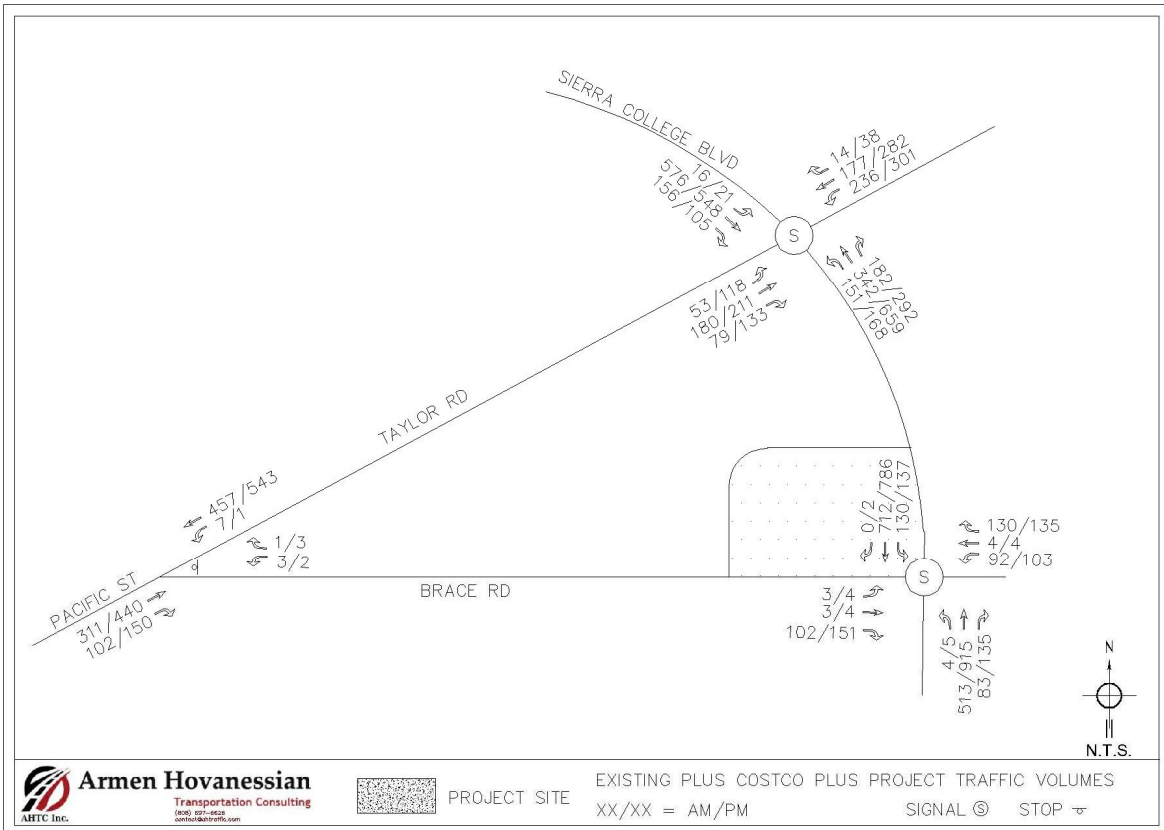 SIERRA COLLEGE BLVD
16/21
576/548
156/105
14/38
177/282
236/301
S
53/118
180/211
79/133
182/292
342/659
151/168
TAYLOR RD
457/543
7/1
1/3
3/2
PACIFIC ST
311/440
102/150
BRACE RD
0/2
712/786
130/137
S
130/135
4/4
92/103
3/4
3/4
102/151
4/5
513/915
83/135
N
N.T.S.
AHTC Inc.
Armen Hovanessian
Transportation Consulting
PROJECT SITE
EXISTING PLUS COSTCO PLUS PROJECT TRAFFIC VOLUMES
XX/XX = AM/PM
SIGNAL S
STOP